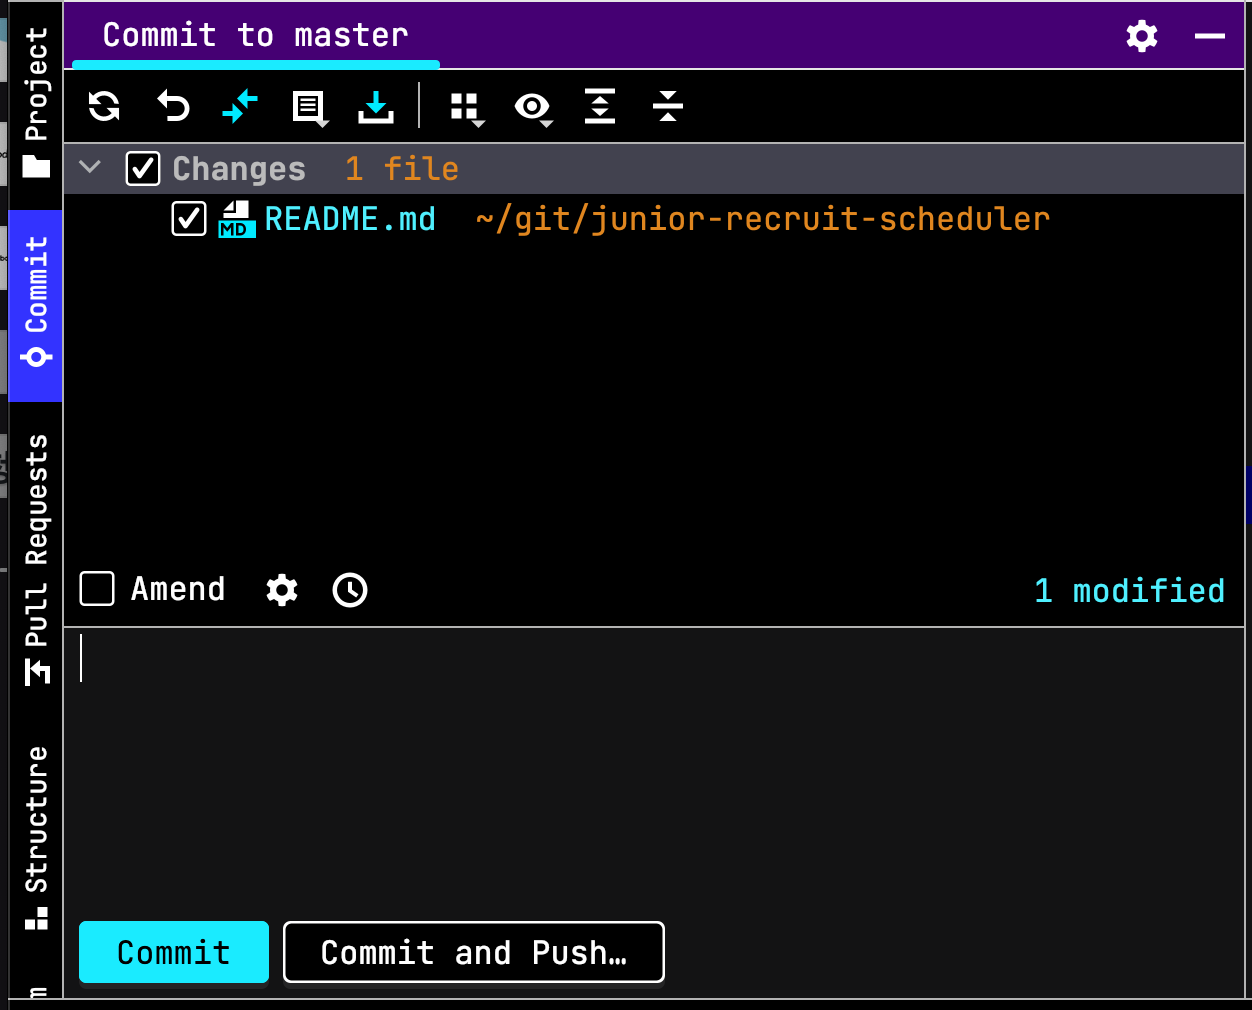 Commit to master
Project
Changes 1 file
MD README.md ~/git/junior-recruit-scheduler
Commit
Pull Requests
Amend
1 modified
Structure
Commit
Commit and Push…